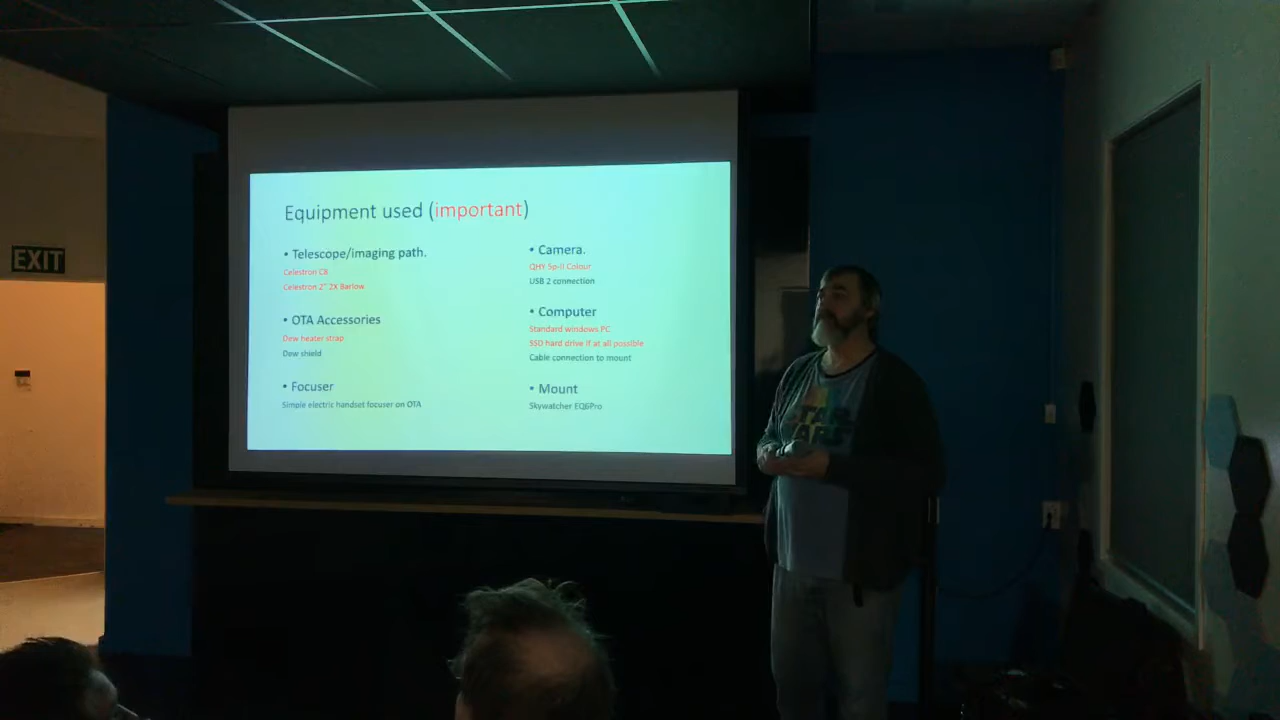 EXIT
Equipment used (important)
• Telescope/imaging path.
Celestron C8
Celestron 2" 2X Barlow
• OTA Accessories
Dew heater strap
Dew shield
• Focuser
Simple electric handset focuser on OTA
• Camera.
QHY 5p-II Colour
USB 2 connection
• Computer
Standard windows PC
SSD hard drive if at all possible
Cable connection to mount
• Mount
Skywatcher EQ6Pro
STAR
WARS